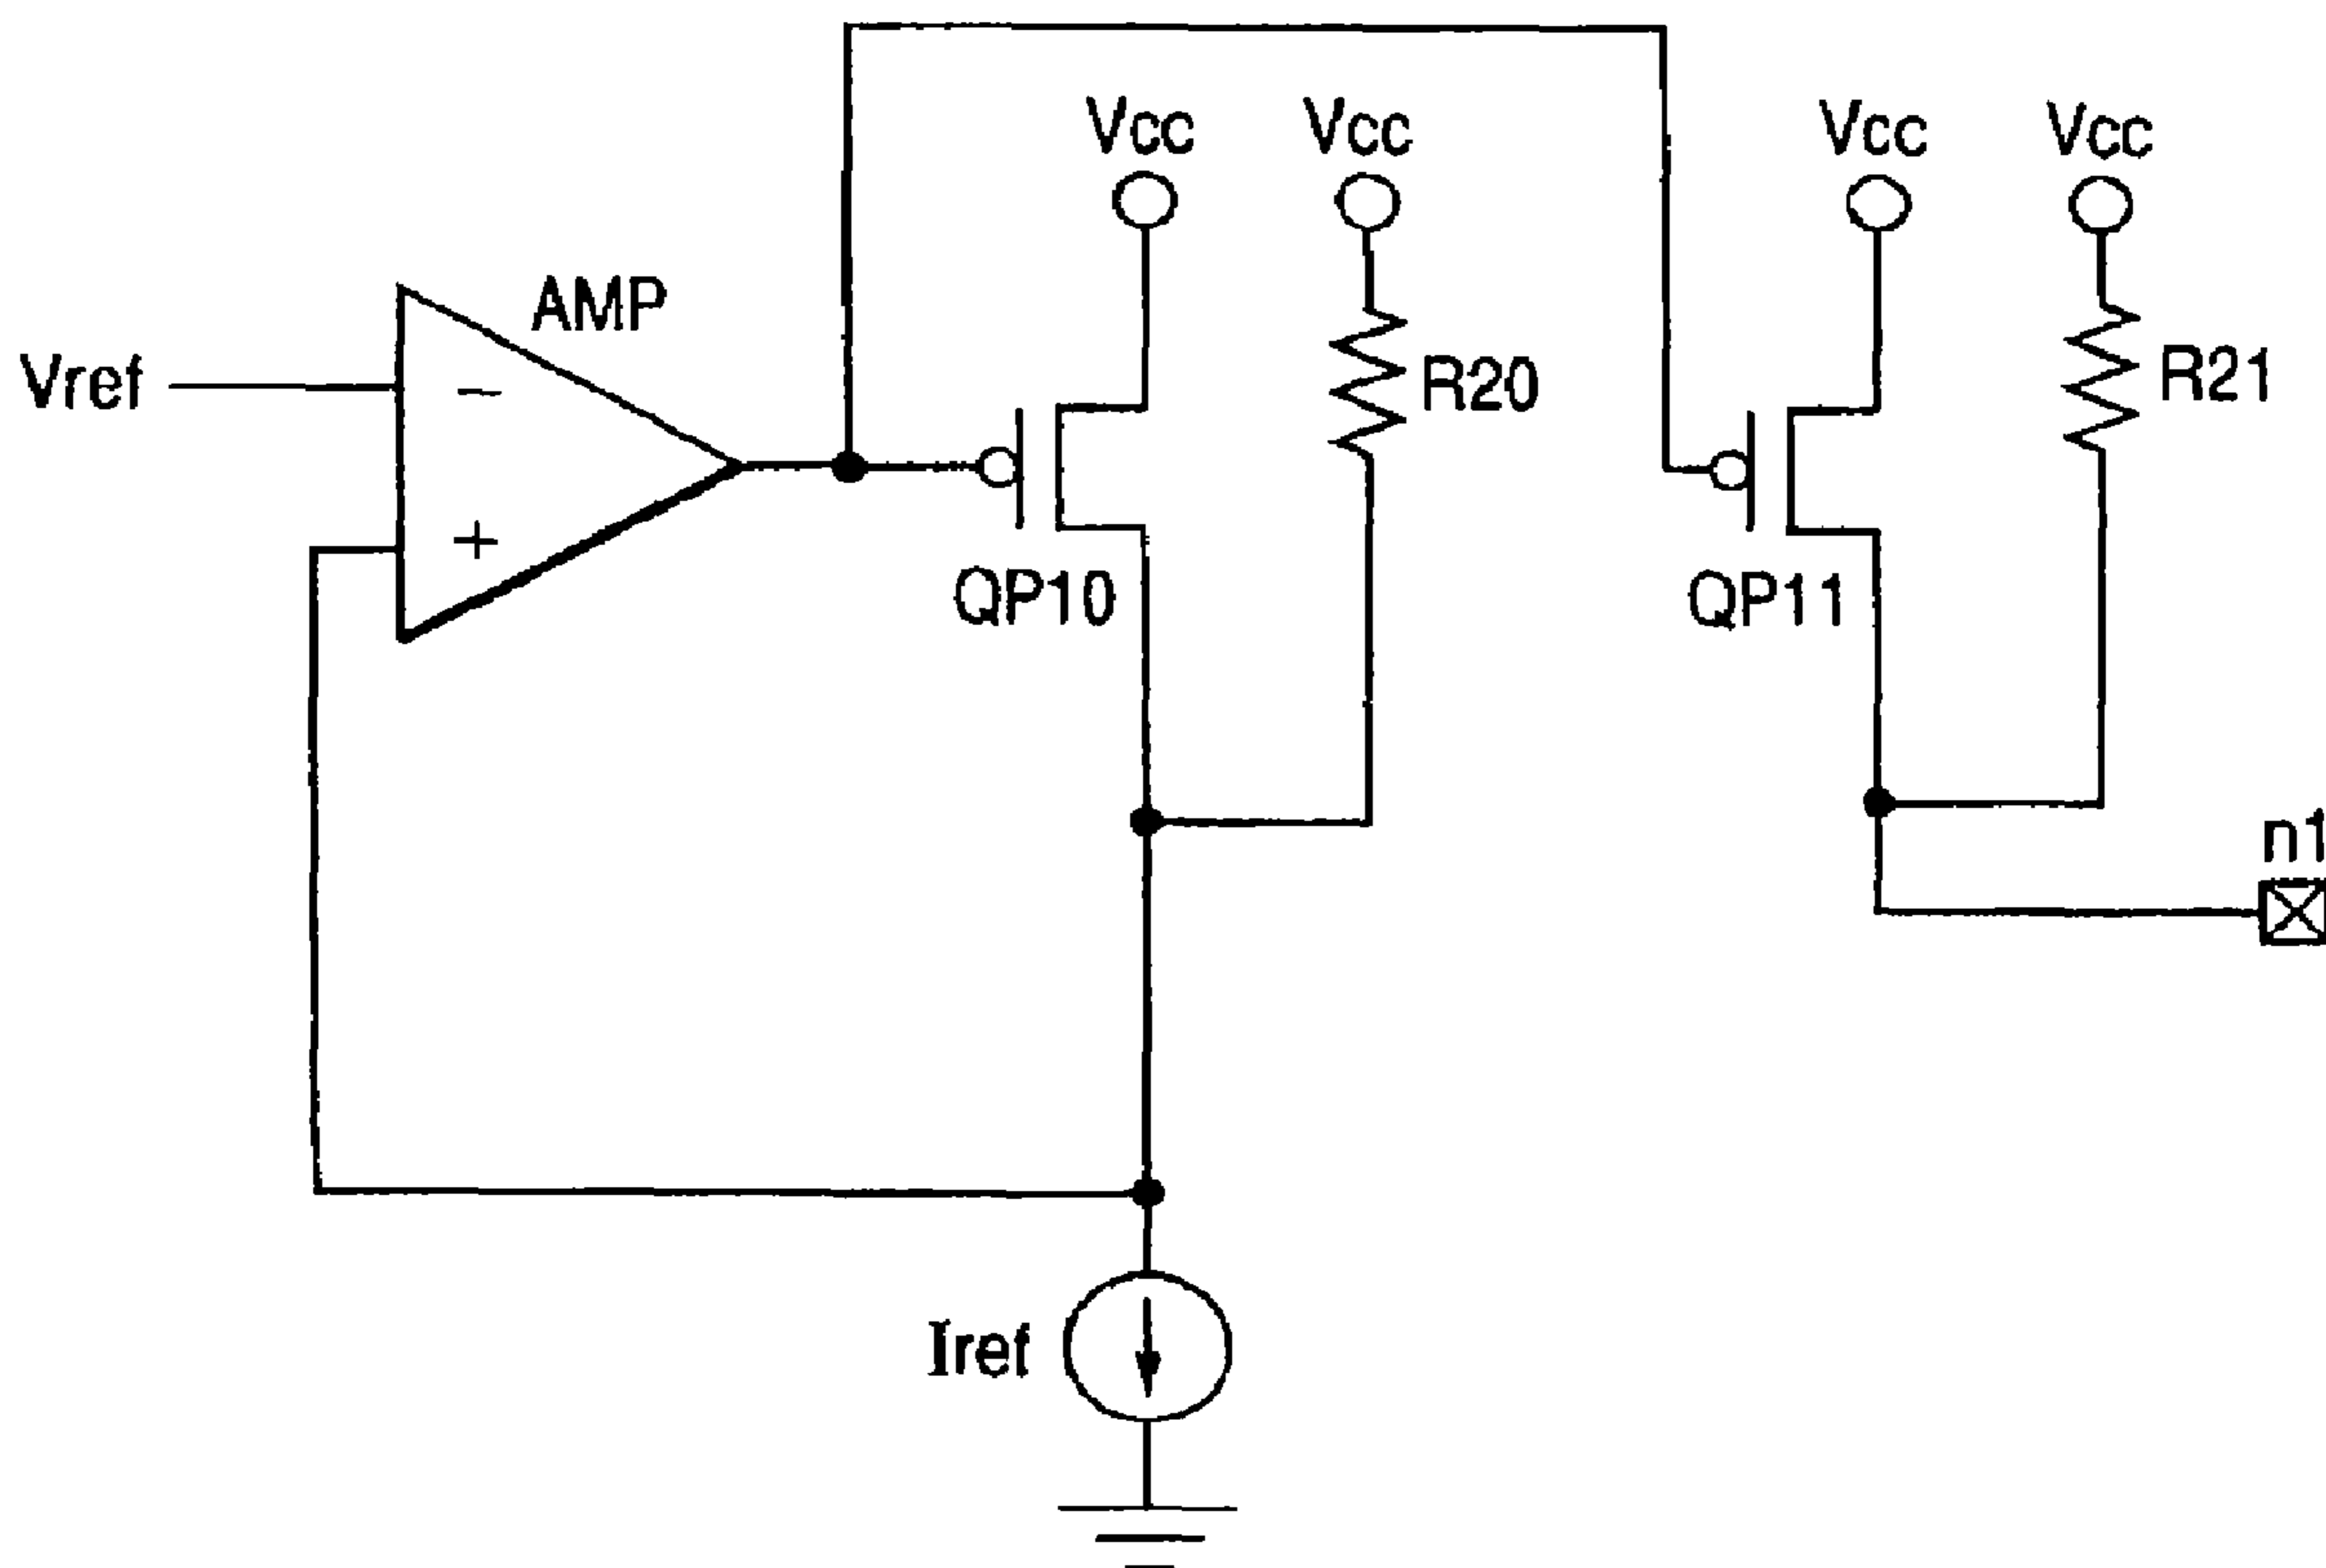 Vcc
Vcc
Vcc
Vcc
AMP
Vref
−
R20
R21
+
QP10
QP11
n1
Iref